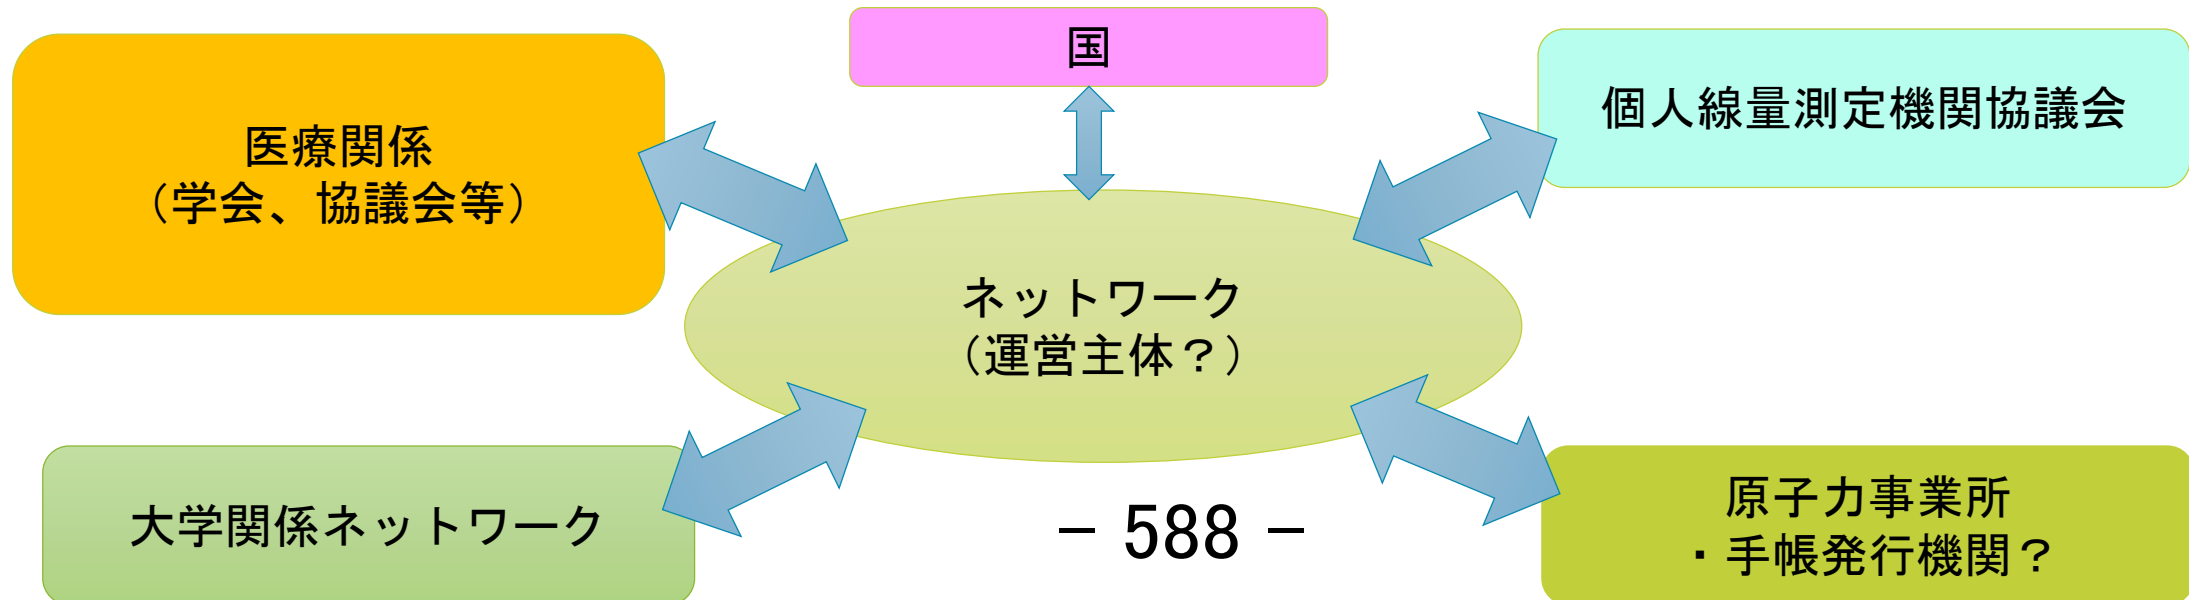 国
医療関係
（学会、協議会等）
個人線量測定機関協議会
ネットワーク
（運営主体？）
大学関係ネットワーク
原子力事業所
・手帳発行機関？
− 588 −